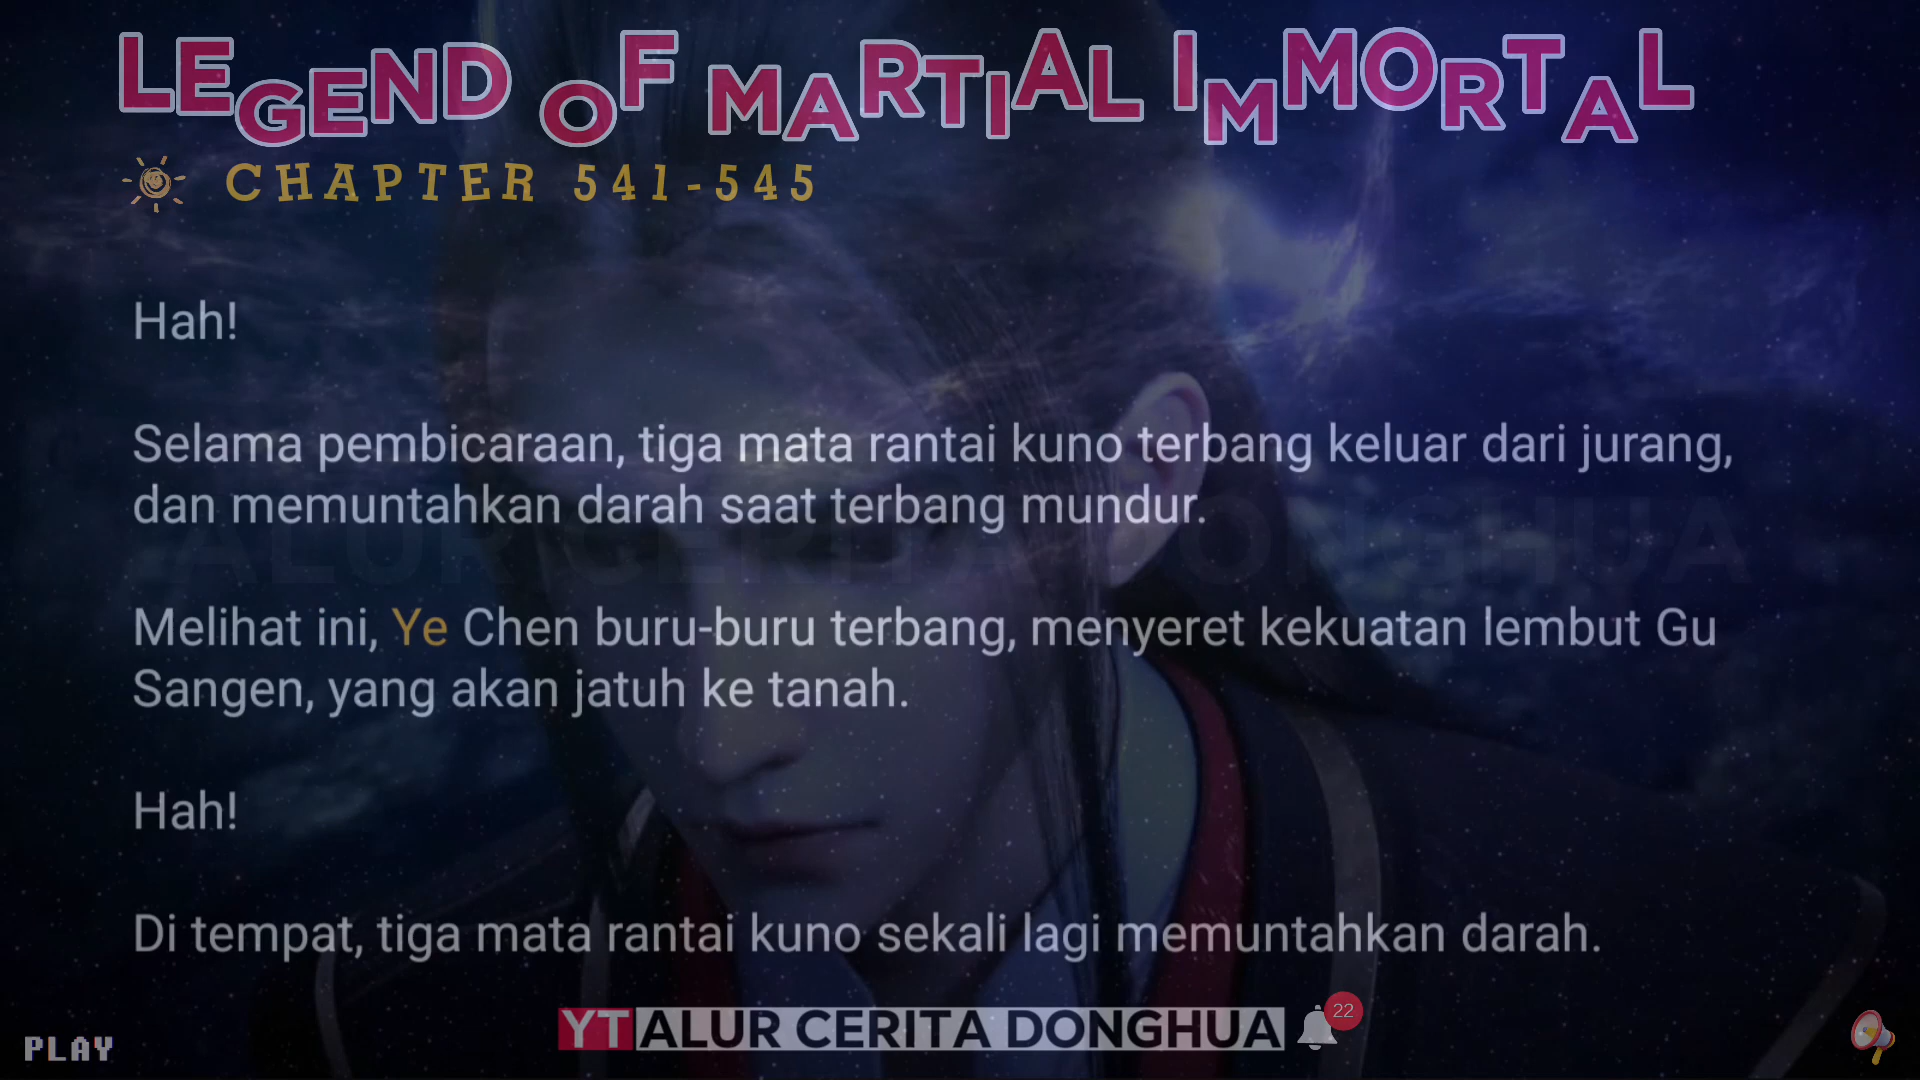 LEGEND OF MARTIAL IMMORTAL
CHAPTER 541-545
Hah!
Selama pembicaraan, tiga mata rantai kuno terbang keluar dari jurang,
dan memuntahkan darah saat terbang mundur.
ALUR CERITA DONGHUA
Melihat ini, Ye Chen buru-buru terbang, menyeret kekuatan lembut Gu
Sangen, yang akan jatuh ke tanah.
Hah!
Di tempat, tiga mata rantai kuno sekali lagi memuntahkan darah.
YT ALUR CERITA DONGHUA
22
PLAY